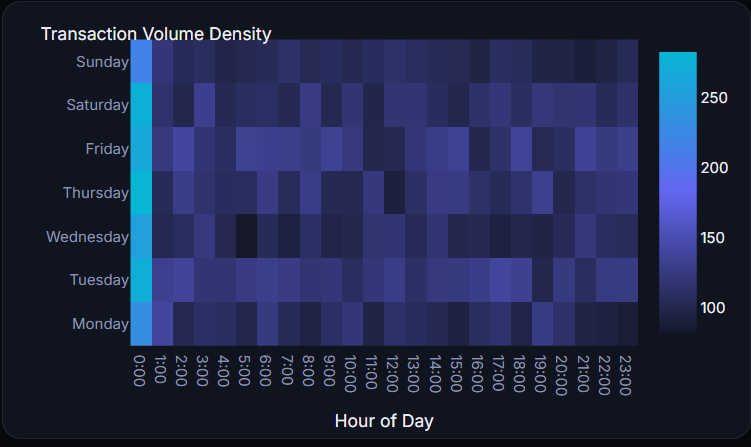 Transaction Volume Density
Sunday
Saturday
Friday
Thursday
Wednesday
Tuesday
Monday
0:00 1:00 2:00 3:00 4:00 5:00 6:00 7:00 8:00 9:00 10:00 11:00 12:00 13:00 14:00 15:00 16:00 17:00 18:00 19:00 20:00 21:00 22:00 23:00
Hour of Day
250
200
150
100